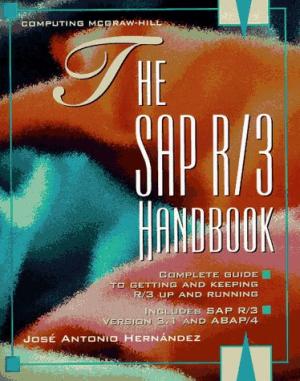 COMPUTING MCGRAW-HILL
THE
SAP R/3
HANDBOOK
COMPLETE GUIDE
TO GETTING AND KEEPING
R/3 UP AND RUNNING
INCLUDES SAP R/3
VERSION 3.1 AND ABAP/4
JOSÉ ANTONIO HERNÁNDEZ